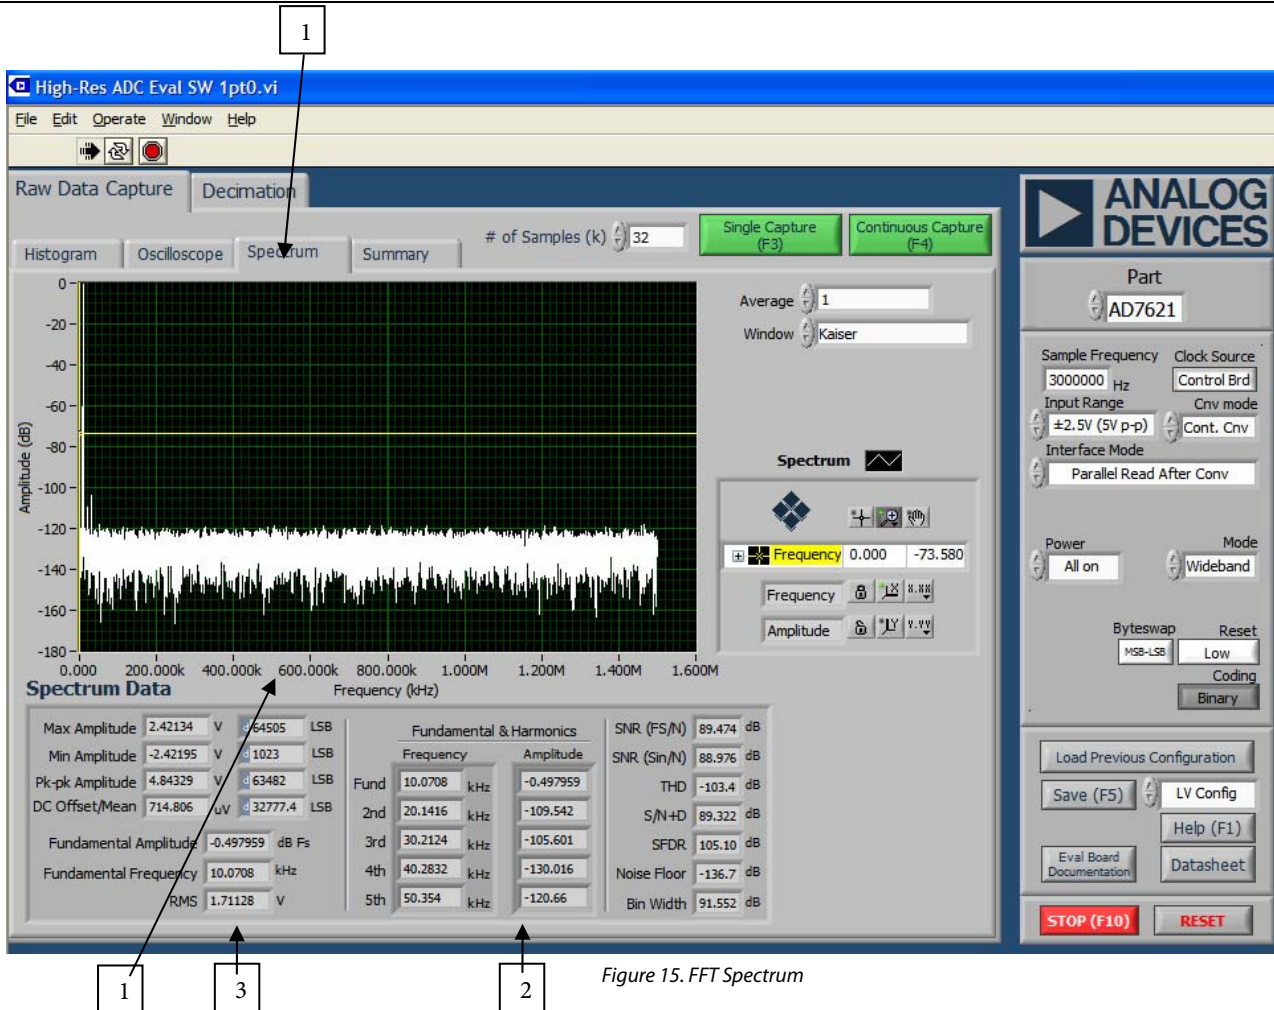 1
High-Res ADC Eval SW 1pt0.vi
File Edit Operate Window Help
Raw Data Capture Decimation
# of Samples (k) 32 Single Capture (F3) Continuous Capture (F4)
Histogram Oscilloscope Spectrum Summary
Average 1
Window Kaiser
Amplitude (dB)
0
-20
-40
-60
-80
-100
-120
-140
-160
-180
0.000 200.000k 400.000k 600.000k 800.000k 1.000M 1.200M 1.400M 1.600M
Frequency (kHz)
Spectrum
Frequency 0.000 -73.580
Frequency X X.XX
Amplitude Y Y.YY
Spectrum Data
Max Amplitude 2.42134 V d 64505 LSB
Min Amplitude -2.42195 V d 1023 LSB
Pk-pk Amplitude 4.84329 V d 63482 LSB
DC Offset/Mean 714.806 uV d 32777.4 LSB
Fundamental Amplitude -0.497959 dB Fs
Fundamental Frequency 10.0708 kHz
RMS 1.71128 V
Fundamental & Harmonics
Frequency Amplitude
Fund 10.0708 kHz -0.497959
2nd 20.1416 kHz -109.542
3rd 30.2124 kHz -105.601
4th 40.2832 kHz -130.016
5th 50.354 kHz -120.66
SNR (FS/N) 89.474 dB
SNR (Sin/N) 88.976 dB
THD -103.4 dB
S/N+D 89.322 dB
SFDR 105.10 dB
Noise Floor -136.7 dB
Bin Width 91.552 dB
ANALOG
DEVICES
Part
AD7621
Sample Frequency Clock Source
3000000 Hz Control Brd
Input Range Cnv mode
±2.5V (5V p-p) Cont. Cnv
Interface Mode
Parallel Read After Conv
Power Mode
All on Wideband
Byteswap Reset
MSB-LSB Low
Coding
Binary
Load Previous Configuration
Save (F5) LV Config
Help (F1)
Eval Board Documentation Datasheet
STOP (F10) RESET
1 3 2
Figure 15. FFT Spectrum